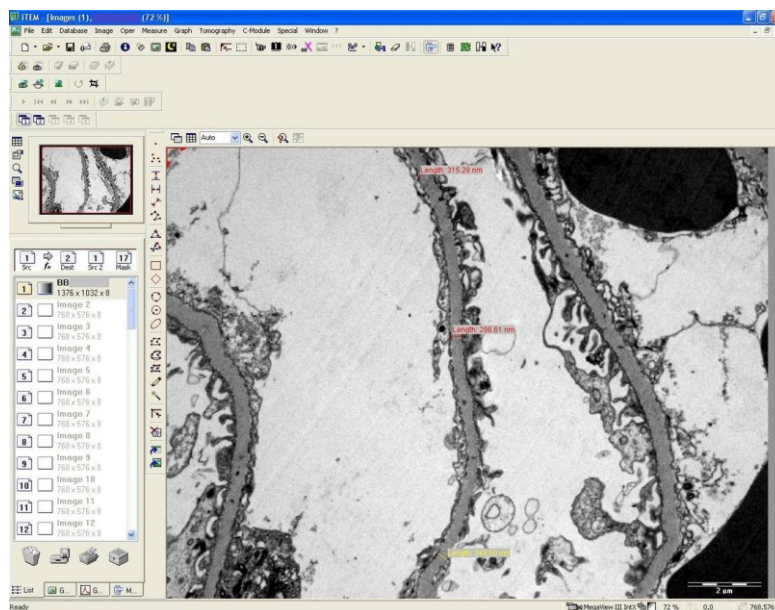 iTEM - [Images (1), (72 %)]
File Edit Database Image Oper Measure Graph Tomography C-Module Special Window ?
Auto
Length: 315.28 nm
Length: 286.61 nm
2 µm
1 2 1 17
Src fx Dest Src 2 Mask
1 BB
1376 x 1032 x 8
2 Image 2
768 x 576 x 8
3 Image 3
768 x 576 x 8
4 Image 4
768 x 576 x 8
5 Image 5
768 x 576 x 8
6 Image 6
768 x 576 x 8
7 Image 7
768 x 576 x 8
8 Image 8
768 x 576 x 8
9 Image 9
768 x 576 x 8
10 Image 10
768 x 576 x 8
11 Image 11
768 x 576 x 8
12 Image 12
List G... G... M...
Ready MegaView III IntX 72 % 0,0 768.576